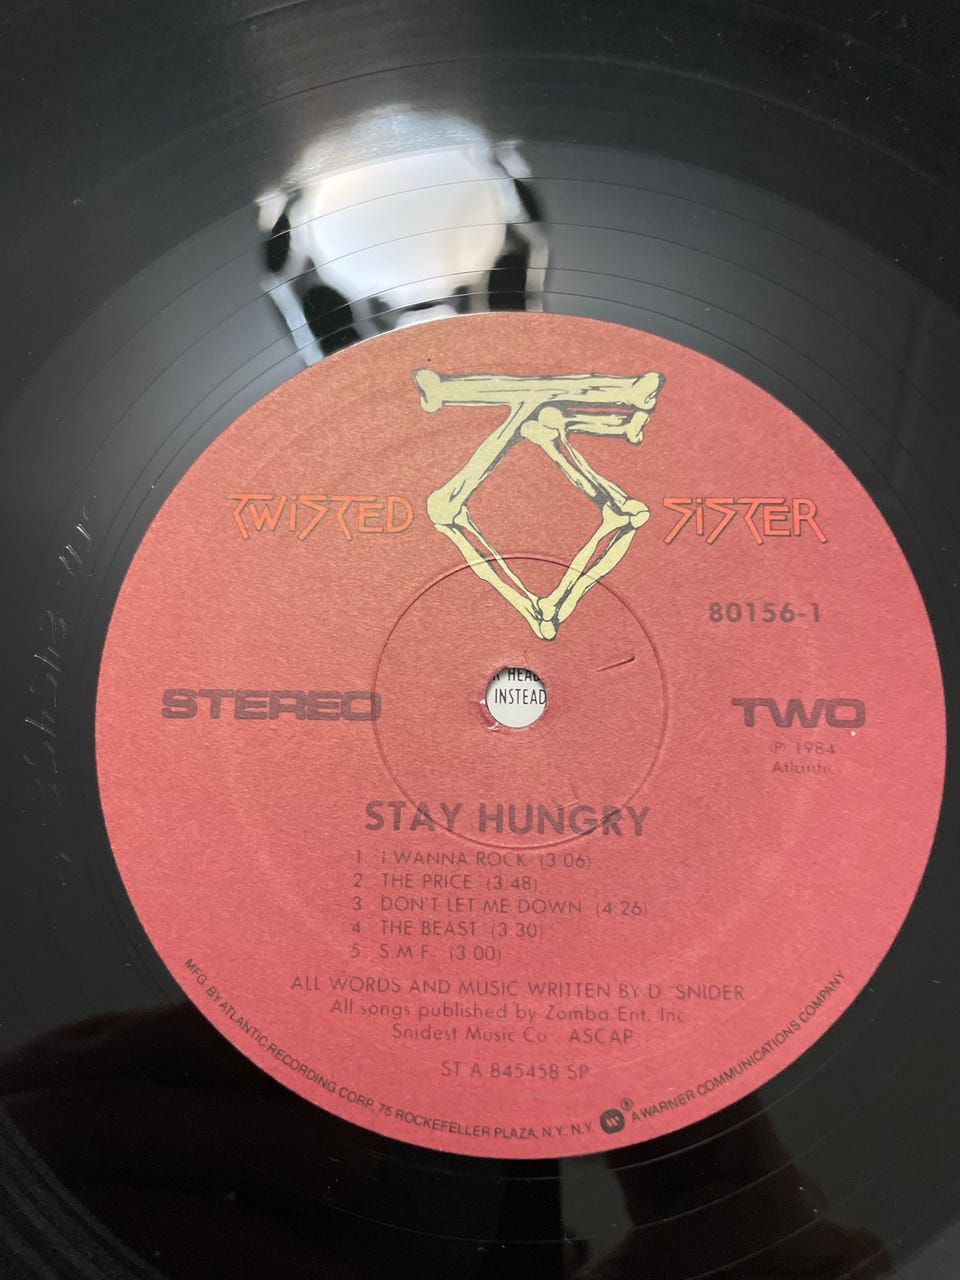 TWiSTED SiSTER
80156-1
HEAD
INSTEAD
STEREO
TWO
℗ 1984
Atlantic
STAY HUNGRY
1 I WANNA ROCK (3:06)
2 THE PRICE (3:48)
3 DON'T LET ME DOWN (4:26)
4 THE BEAST (3:30)
5 S.M.F. (3:00)
ALL WORDS AND MUSIC WRITTEN BY D. SNIDER
All songs published by Zomba Ent. Inc
Snidest Music Co. ASCAP
ST A 845458 SP
MFG. BY ATLANTIC RECORDING CORP. 75 ROCKEFELLER PLAZA, N.Y., N.Y. ® A WARNER COMMUNICATIONS COMPANY